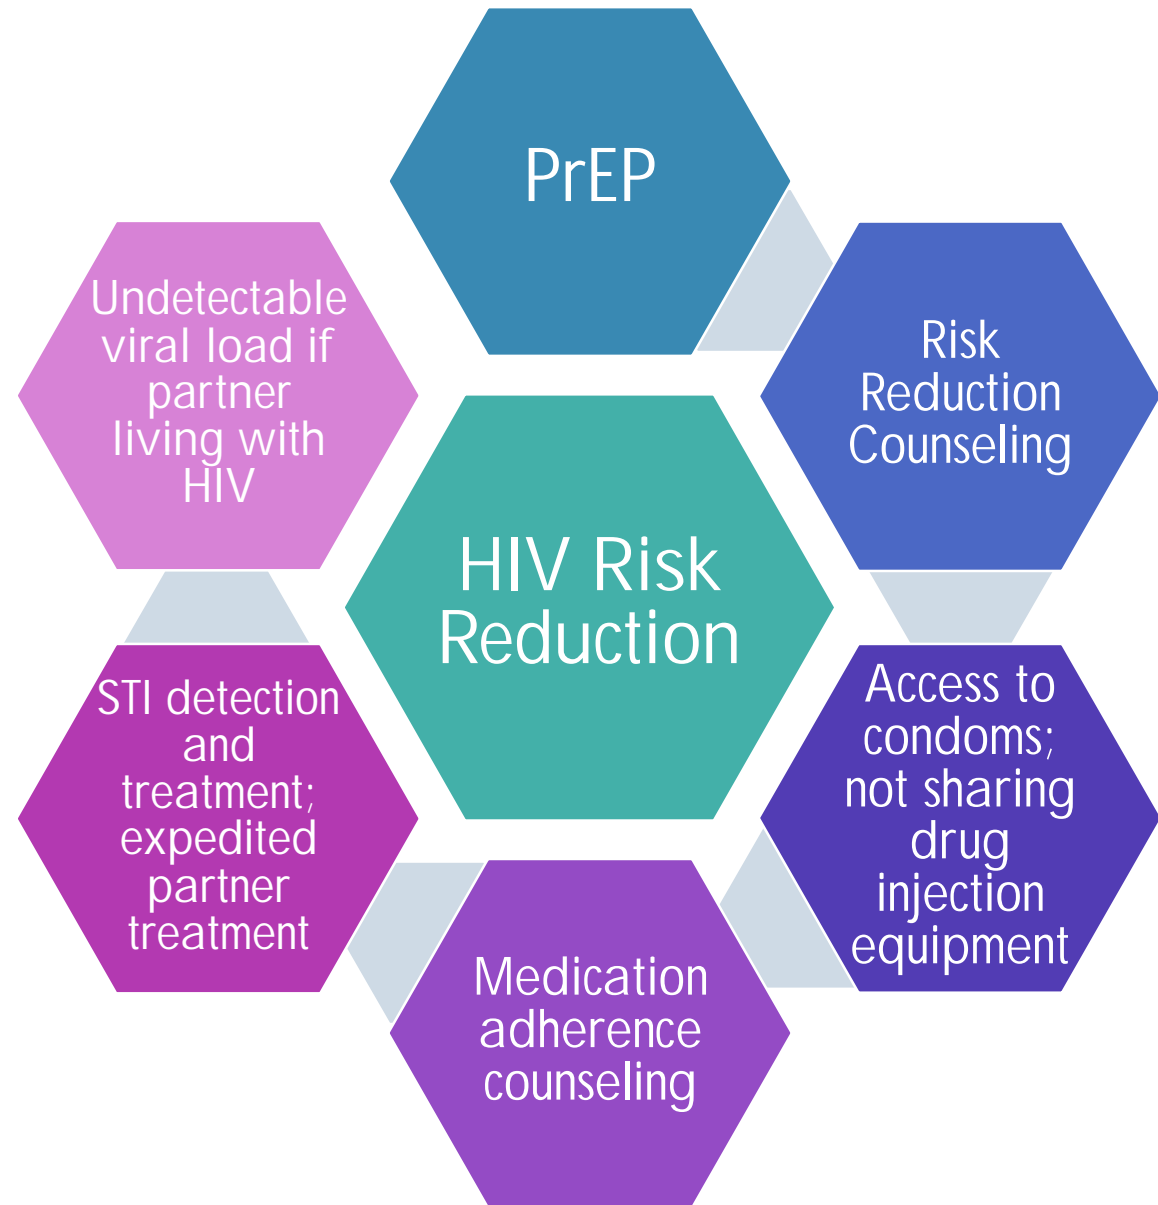 PrEP
Risk
Reduction
Counseling
Access to
condoms;
not sharing
drug
injection
equipment
Medication
adherence
counseling
STI detection
and
treatment;
expedited
partner
treatment
Undetectable
viral load if
partner
living with
HIV
HIV Risk
Reduction